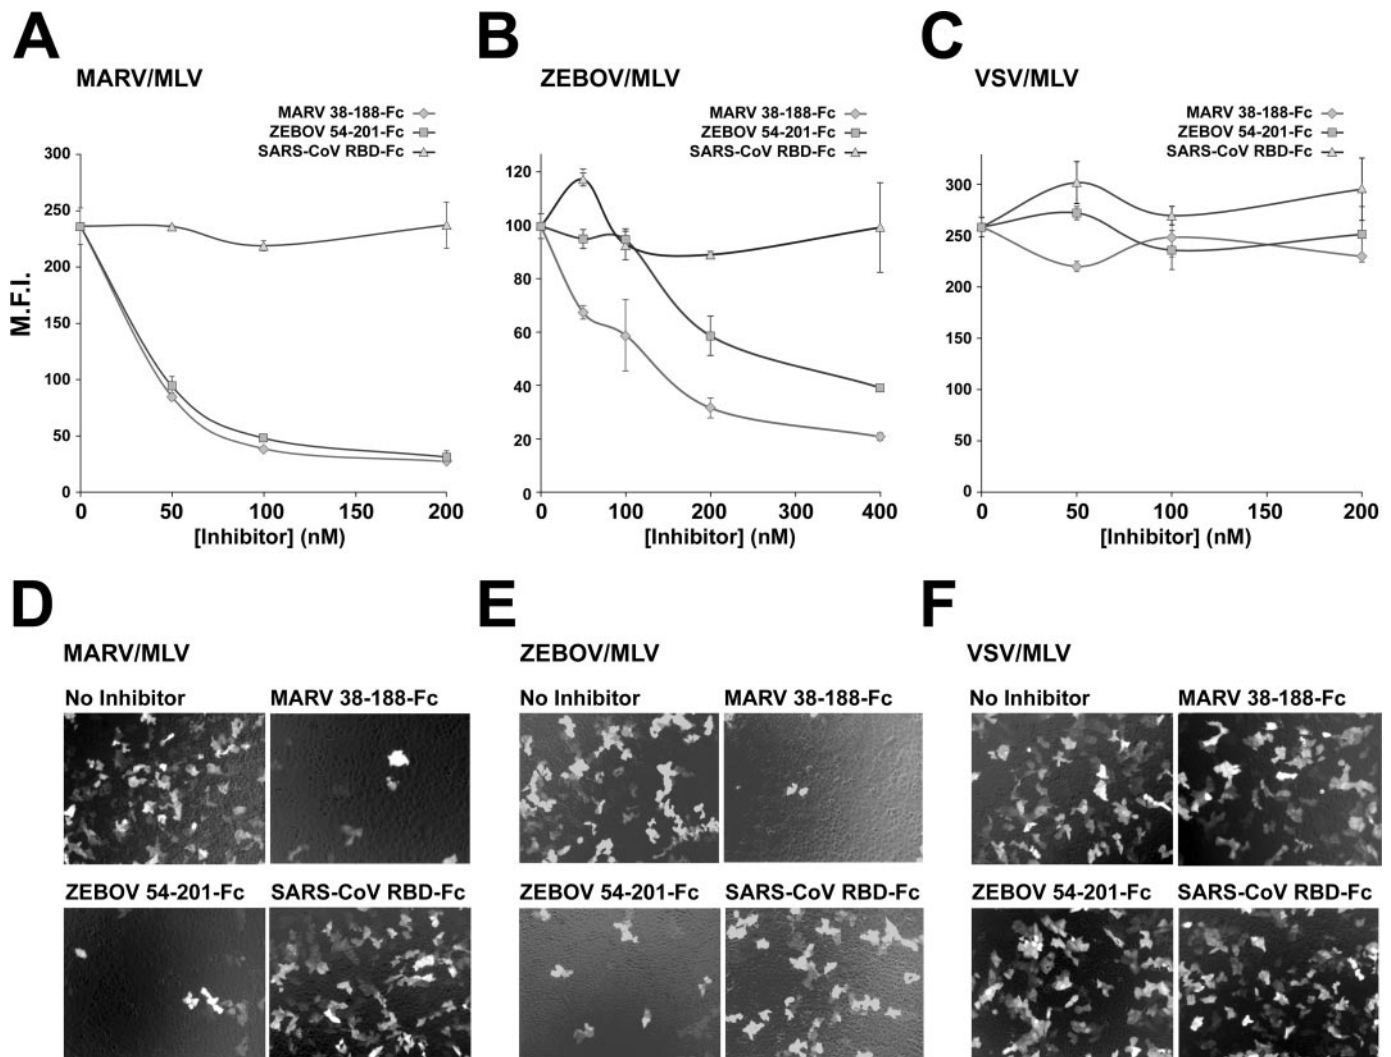 A
MARV/MLV
MARV 38-188-Fc
ZEBOV 54-201-Fc
SARS-CoV RBD-Fc
300
250
200
150
100
50
0
M.F.I.
0 50 100 150 200
[Inhibitor] (nM)
B
ZEBOV/MLV
MARV 38-188-Fc
ZEBOV 54-201-Fc
SARS-CoV RBD-Fc
120
100
80
60
40
20
0
0 100 200 300 400
[Inhibitor] (nM)
C
VSV/MLV
MARV 38-188-Fc
ZEBOV 54-201-Fc
SARS-CoV RBD-Fc
300
250
200
150
100
50
0
0 50 100 150 200
[Inhibitor] (nM)
D
MARV/MLV
No Inhibitor MARV 38-188-Fc
ZEBOV 54-201-Fc SARS-CoV RBD-Fc
E
ZEBOV/MLV
No Inhibitor MARV 38-188-Fc
ZEBOV 54-201-Fc SARS-CoV RBD-Fc
F
VSV/MLV
No Inhibitor MARV 38-188-Fc
ZEBOV 54-201-Fc SARS-CoV RBD-Fc